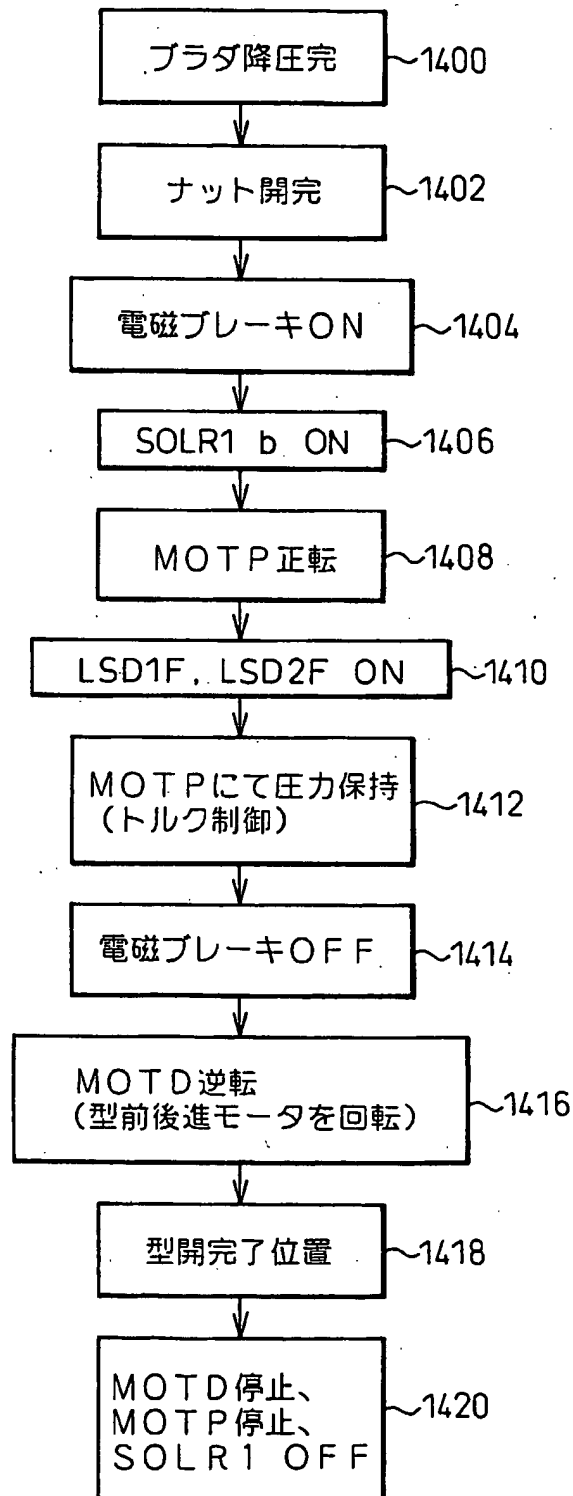 ブラダ降圧完
1400
ナット開完
1402
電磁ブレーキON
1404
SOLR1 b ON
1406
MOTP正転
1408
LSD1F, LSD2F ON
1410
MOTPにて圧力保持
(トルク制御)
1412
電磁ブレーキOFF
1414
MOTD逆転
(型前後進モータを回転)
1416
型開完了位置
1418
MOTD停止、
MOTP停止、
SOLR1 OFF
1420